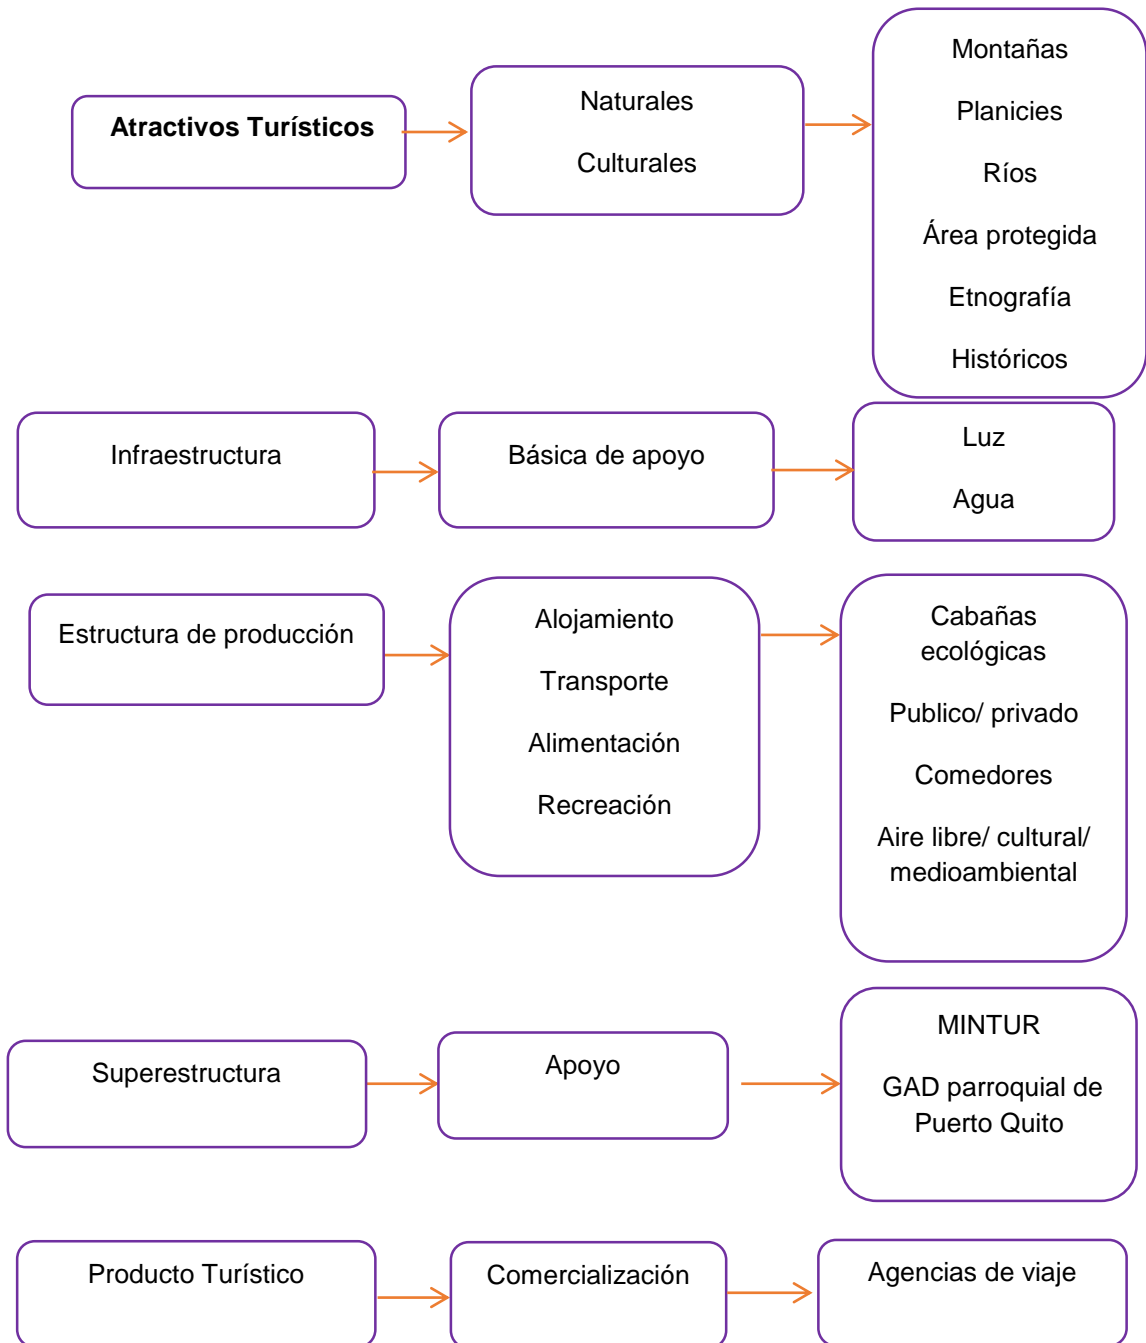 Atractivos Turísticos
Naturales
Culturales
Montañas
Planicies
Ríos
Área protegida
Etnografía
Históricos
Infraestructura
Básica de apoyo
Luz
Agua
Estructura de producción
Alojamiento
Transporte
Alimentación
Recreación
Cabañas
ecológicas
Publico/ privado
Comedores
Aire libre/ cultural/
medioambiental
Superestructura
Apoyo
MINTUR
GAD parroquial de
Puerto Quito
Producto Turístico
Comercialización
Agencias de viaje